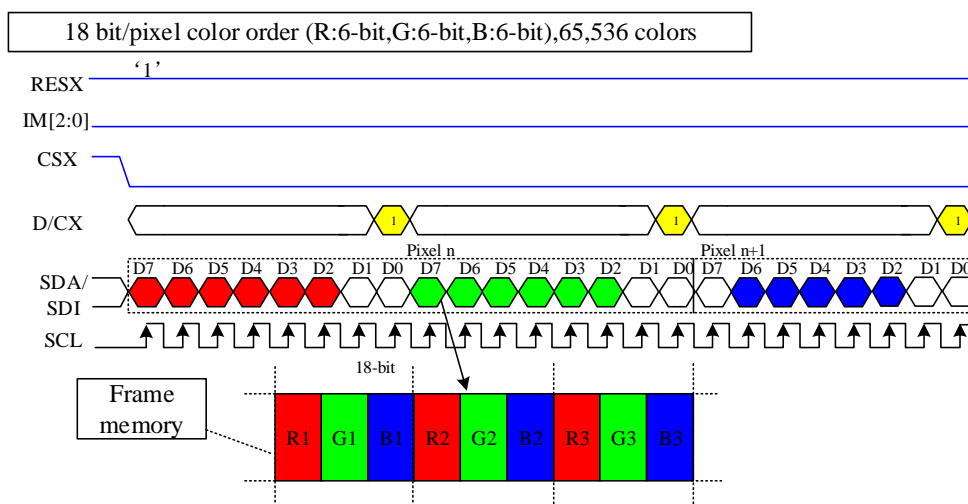 18 bit/pixel color order (R:6-bit,G:6-bit,B:6-bit),65,536 colors
‘1’
RESX
IM[2:0]
CSX
D/CX
1
1
1
Pixel n
Pixel n+1
D7 D6 D5 D4 D3 D2 D1 D0 D7 D6 D5 D4 D3 D2 D1 D0 D7 D6 D5 D4 D3 D2 D1 D0
SDA/
SDI
SCL
18-bit
Frame
memory
R1 G1 B1 R2 G2 B2 R3 G3 B3